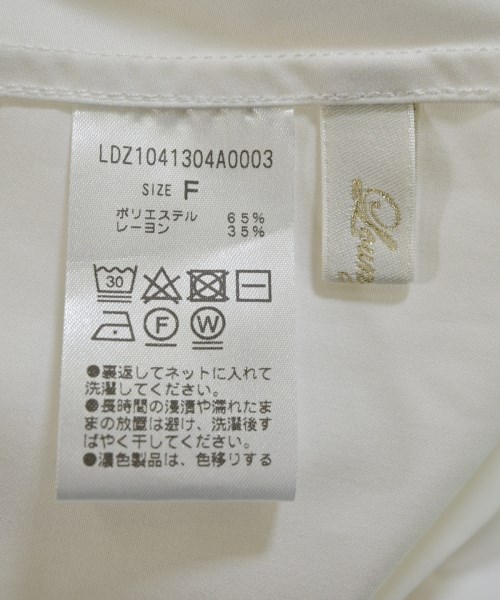 LDZ1041304A0003
SIZE F
ポリエステル 65%
レーヨン 35%
30
F W
●裏返してネットに入れて
洗濯してください。
●長時間の浸漬や濡れたま
まの放置は避け、洗濯後す
ばやく干してください。
●濃色製品は、色移りする